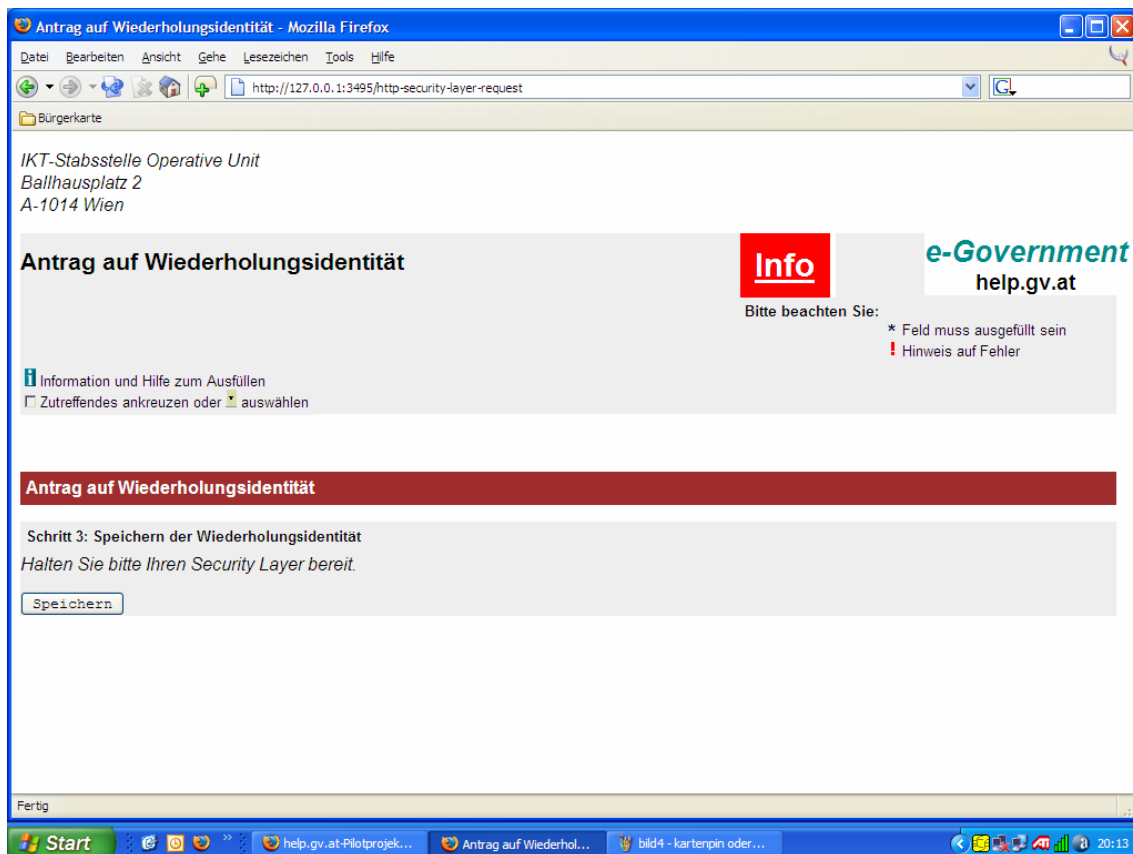 Antrag auf Wiederholungsidentität - Mozilla Firefox
Datei Bearbeiten Ansicht Gehe Lesezeichen Tools Hilfe
http://127.0.0.1:3495/http-security-layer-request
G
Bürgerkarte
IKT-Stabsstelle Operative Unit
Ballhausplatz 2
A-1014 Wien
Antrag auf Wiederholungsidentität
Info
e-Government
help.gv.at
Bitte beachten Sie:
* Feld muss ausgefüllt sein
! Hinweis auf Fehler
i Information und Hilfe zum Ausfüllen
Zutreffendes ankreuzen oder auswählen
Antrag auf Wiederholungsidentität
Schritt 3: Speichern der Wiederholungsidentität
Halten Sie bitte Ihren Security Layer bereit.
Speichern
Fertig
Start » help.gv.at-Pilotprojek... Antrag auf Wiederhol... bild4 - kartenpin oder... 20:13